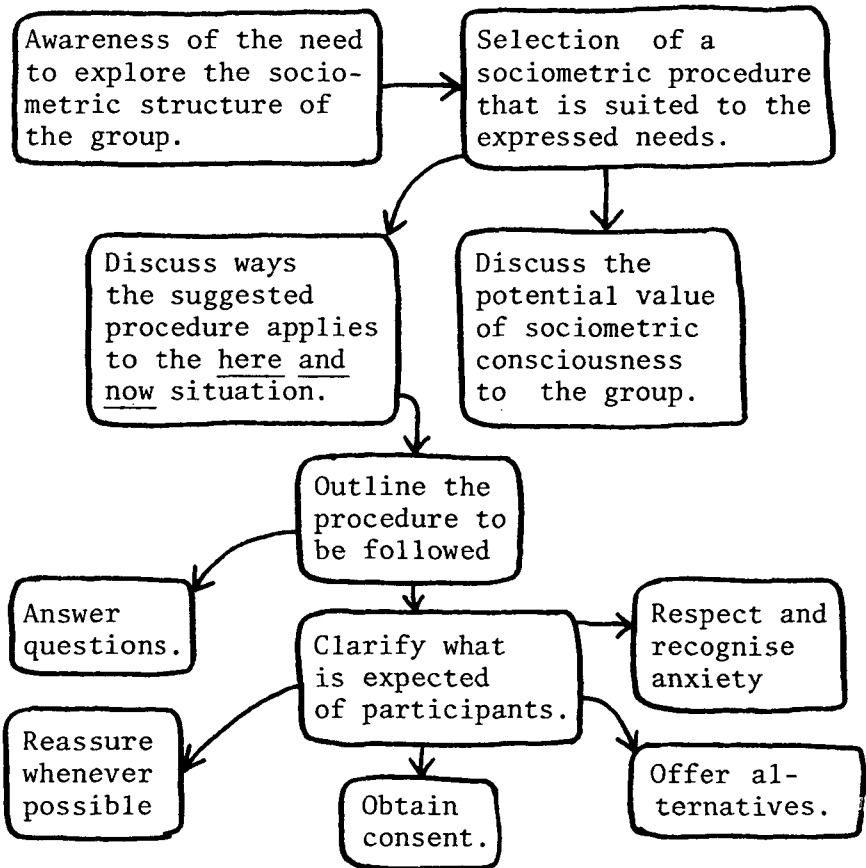 Awareness of the need
to explore the socio-
metric structure of
the group.
Selection of a
sociometric procedure
that is suited to the
expressed needs.
Discuss ways
the suggested
procedure applies
to the here and
now situation.
Discuss the
potential value
of sociometric
consciousness
to the group.
Outline the
procedure to
be followed
Answer
questions.
Clarify what
is expected
of participants.
Respect and
recognise
anxiety
Reassure
whenever
possible
Obtain
consent.
Offer al-
ternatives.